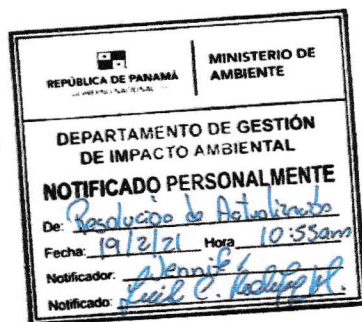 REPÚBLICA DE PANAMÁ
MINISTERIO DE
AMBIENTE
DEPARTAMENTO DE GESTIÓN
DE IMPACTO AMBIENTAL
NOTIFICADO PERSONALMENTE
De: Resolución de
Fecha: 19/2/21 Hora 10:55am
Notificador: Jennifer
Notificado: